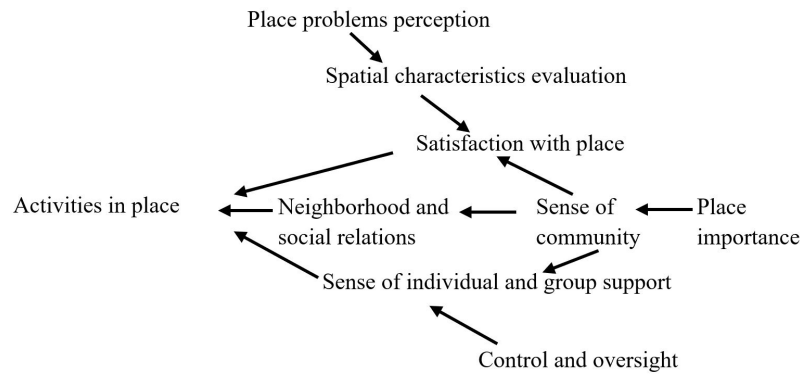 Place problems perception
Spatial characteristics evaluation
Satisfaction with place
Activities in place
Neighborhood and
social relations
Sense of
community
Place
importance
Sense of individual and group support
Control and oversight